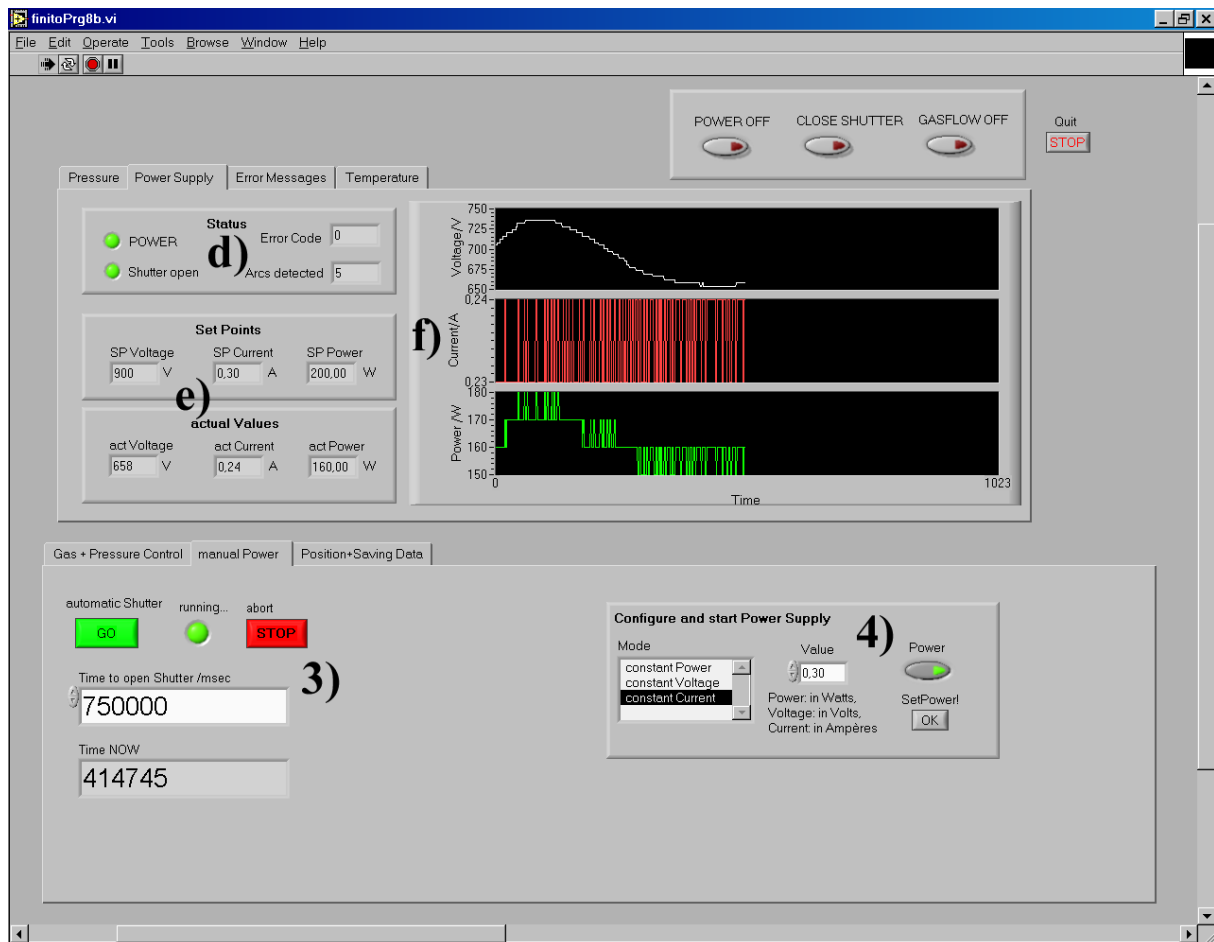 finitoPrg8b.vi
File Edit Operate Tools Browse Window Help
POWER OFF CLOSE SHUTTER GASFLOW OFF Quit
STOP
Pressure Power Supply Error Messages Temperature
Status
POWER Error Code 0
d)
Shutter open Arcs detected 5
Set Points
SP Voltage SP Current SP Power
900 V 0,30 A 200,00 W
e)
actual Values
act Voltage act Current act Power
658 V 0,24 A 160,00 W
f)
Voltage/V
750
725
700
675
650
Current/A
0,24
0,23
Power /W
180
170
160
150
0 1023
Time
Gas + Pressure Control manual Power Position+Saving Data
automatic Shutter running... abort
GO STOP
3)
Time to open Shutter /msec
750000
Time NOW
414745
Configure and start Power Supply
4)
Mode Value Power
constant Power
constant Voltage
constant Current
0,30
Power: in Watts,
Voltage: in Volts,
Current: in Ampères
SetPower!
OK